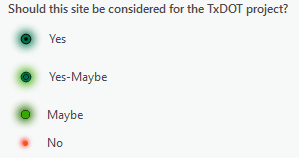 Should this site be considered for the TxDOT project?
Yes
Yes-Maybe
Maybe
No